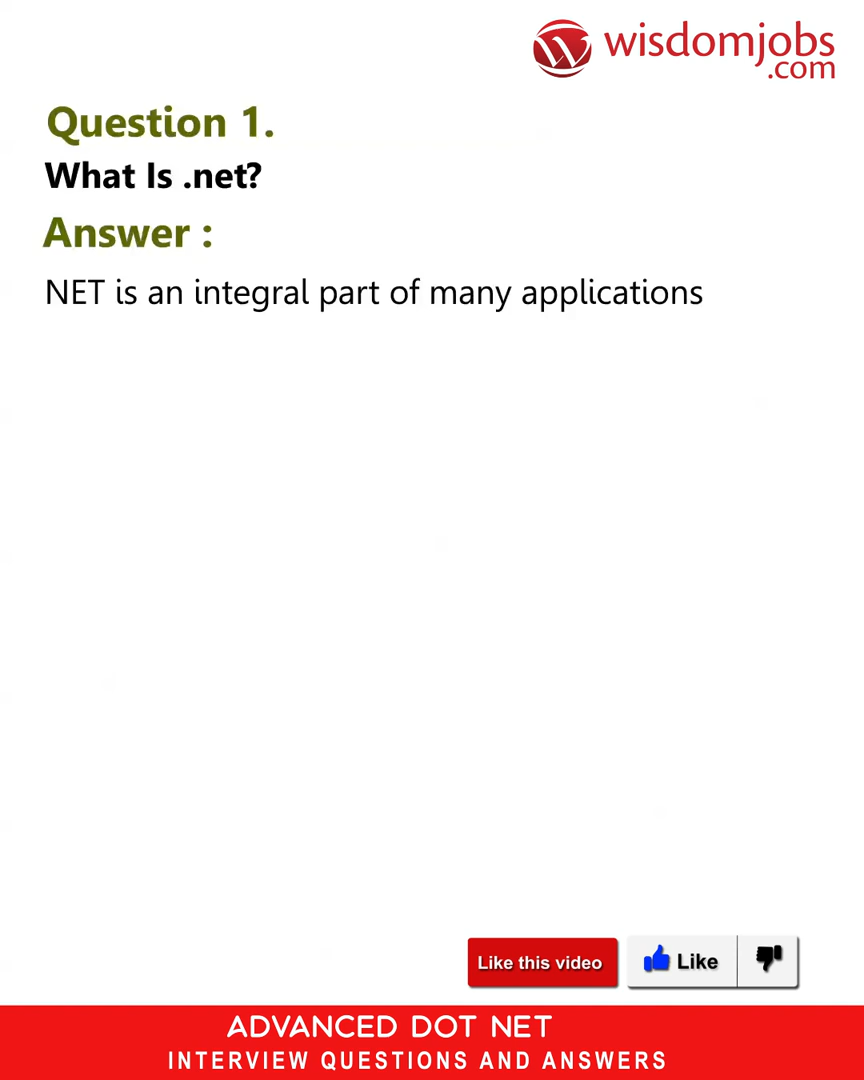 wisdomjobs
.com
Question 1.
What Is .net?
Answer :
NET is an integral part of many applications
Like this video
Like
ADVANCED DOT NET
INTERVIEW QUESTIONS AND ANSWERS